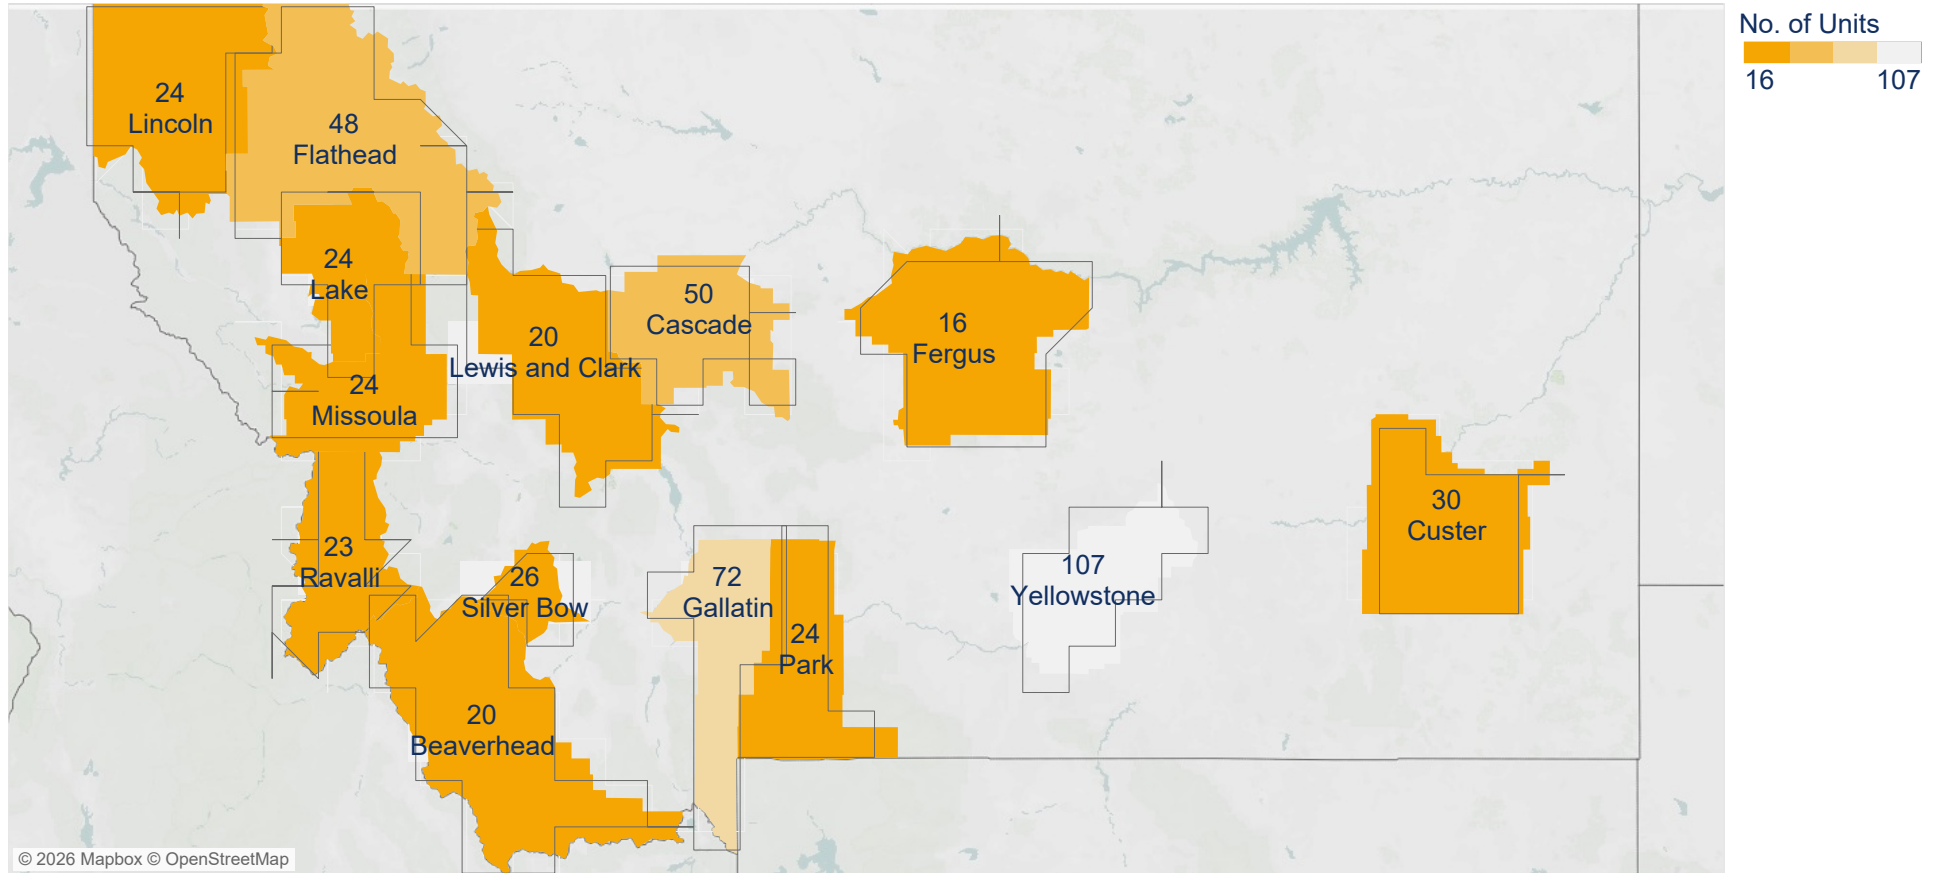 No. of Units
16 107
24
Lincoln
48
Flathead
24
Lake
50
Cascade
16
Fergus
20
Lewis and Clark
24
Missoula
30
Custer
23
Ravalli
26
Silver Bow
72
Gallatin
107
Yellowstone
24
Park
20
Beaverhead
© 2026 Mapbox © OpenStreetMap